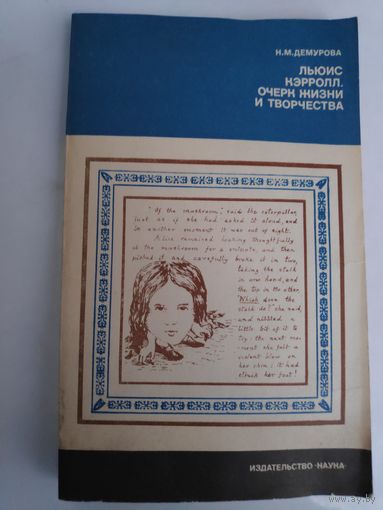 Н.М.ДЕМУРОВА
ЛЬЮИС
КЭРРОЛЛ.
ОЧЕРК ЖИЗНИ
И ТВОРЧЕСТВА
"Of the mushroom," said the caterpillar,
just as if she had asked it aloud, and
in another moment it was out of sight.
Alice remained looking thoughtfully
at the mushroom for a minute, and then
picked it and carefully broke it in two,
taking the stalk
in one hand, and
the top in the other.
"Which does the
stalk do?" she said,
and nibbled a
little bit of it to
try: the next mo-
ment she felt a
violent blow on
her chin: it had
struck her foot!
ИЗДАТЕЛЬСТВО «НАУКА»
www.ay.by